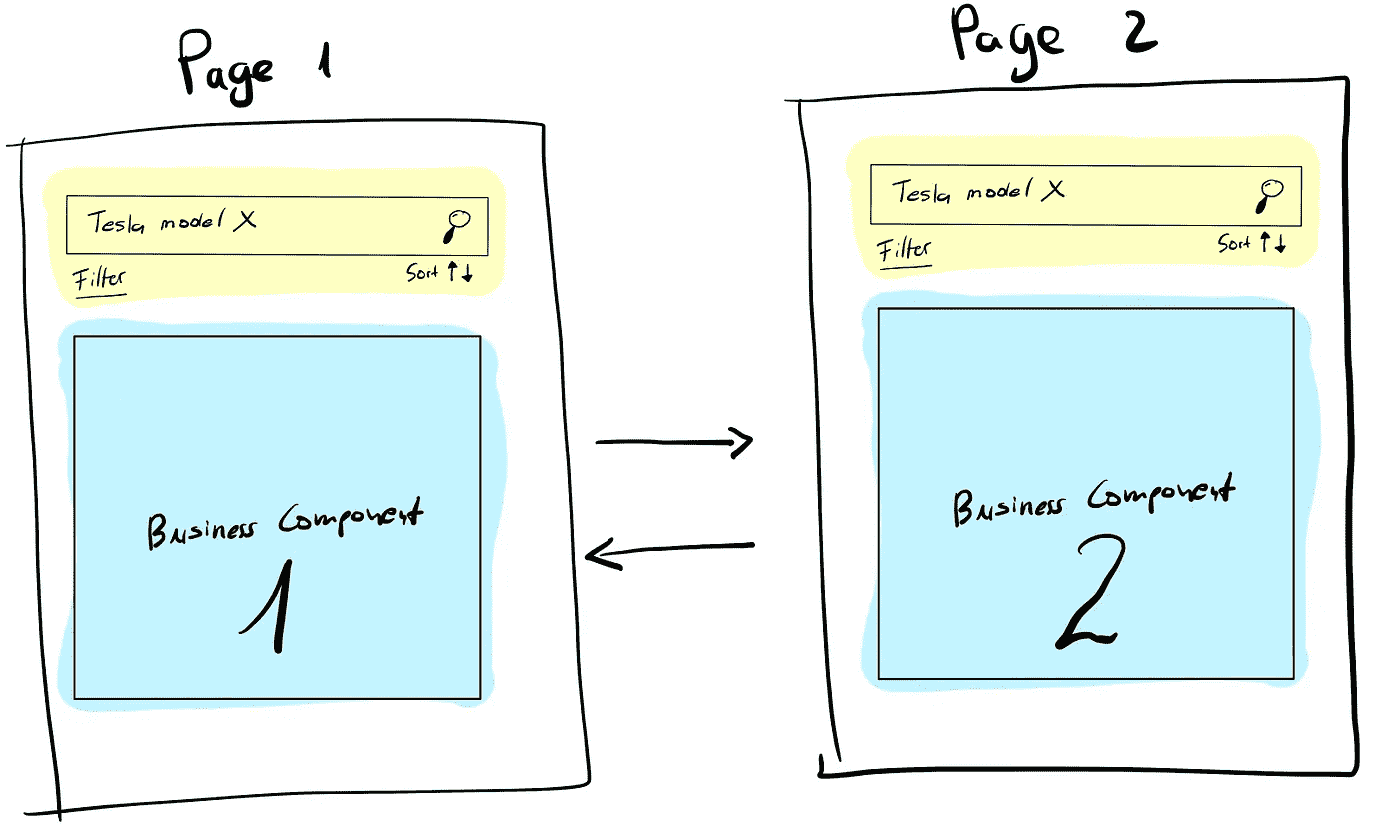 Page 1
Tesla model X
Filter
Sort ↑↓
Business Component
1
Page 2
Tesla model X
Filter
Sort ↑↓
Business Component
2